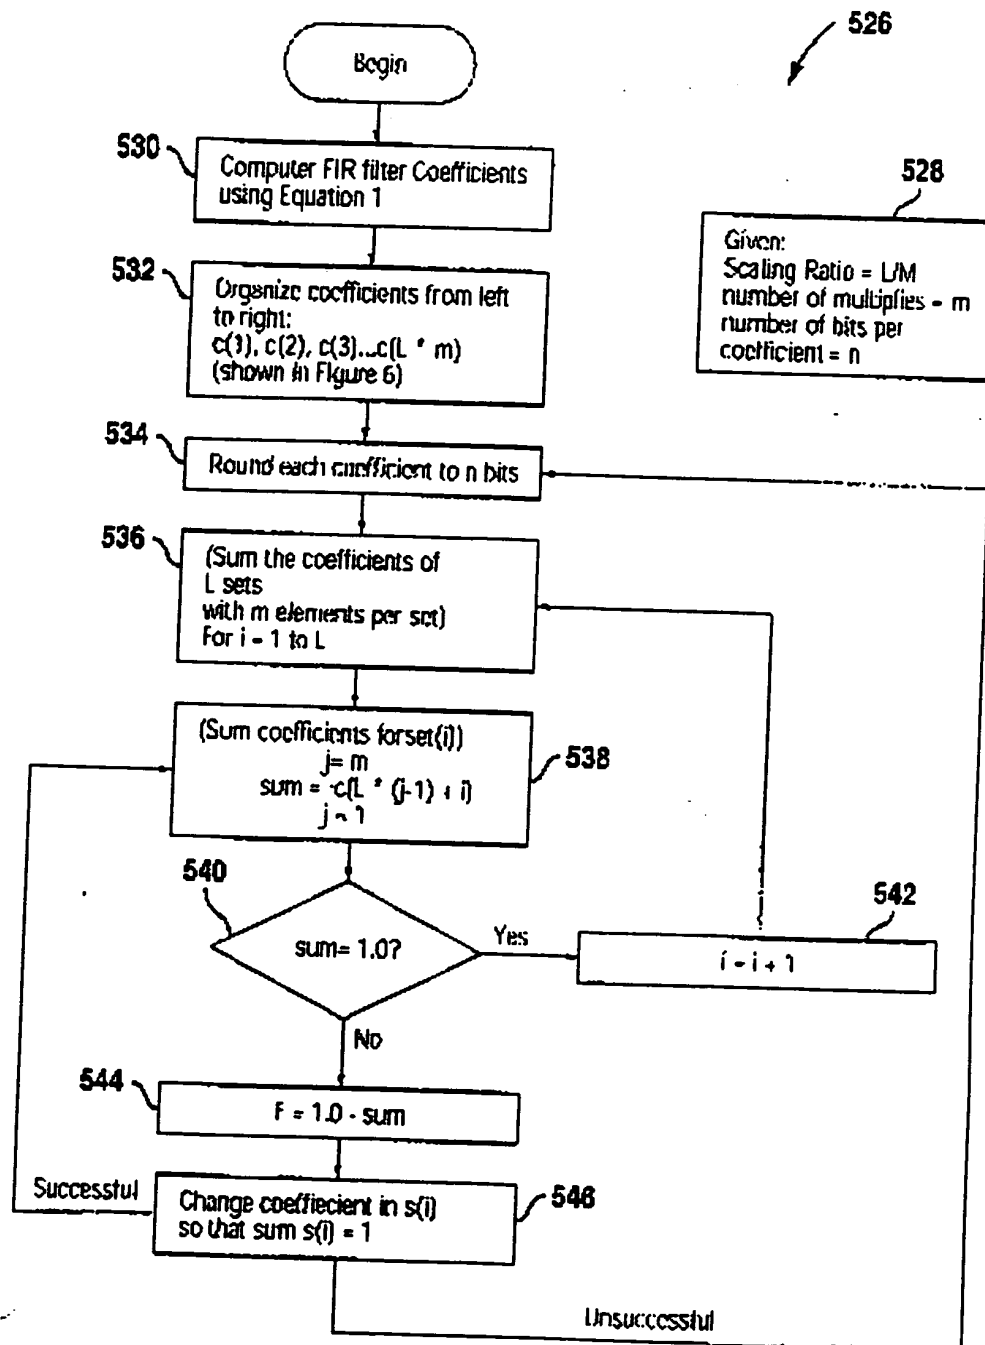 526
Begin
530
Computer FIR filter Coefficients
using Equation 1
528
Given:
Scaling Ratio = L/M
number of multiplies = m
number of bits per
coefficient = n
532
Organize coefficients from left
to right:
c(1), c(2), c(3)...c(L * m)
(shown in Figure 6)
534
Round each coefficient to n bits
536
(Sum the coefficients of
L sets
with m elements per set)
For i = 1 to L
(Sum coefficients forset(i))
j= m
sum = c(L * (j-1) + i)
j = 1
538
540
sum= 1.0?
Yes
542
i = i + 1
No
544
F = 1.0 - sum
Successful
Change coeffiecient in s(i)
so that sum s(i) = 1
546
Unsuccessful